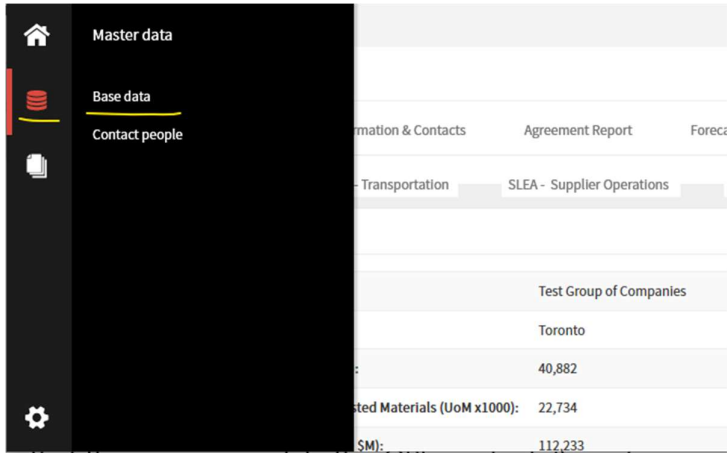 Master data
Base data
Contact people
rmation & Contacts Agreement Report Foreca
- Transportation SLEA - Supplier Operations
Test Group of Companies
Toronto
: 40,882
sted Materials (UoM x1000): 22,734
$M): 112,233